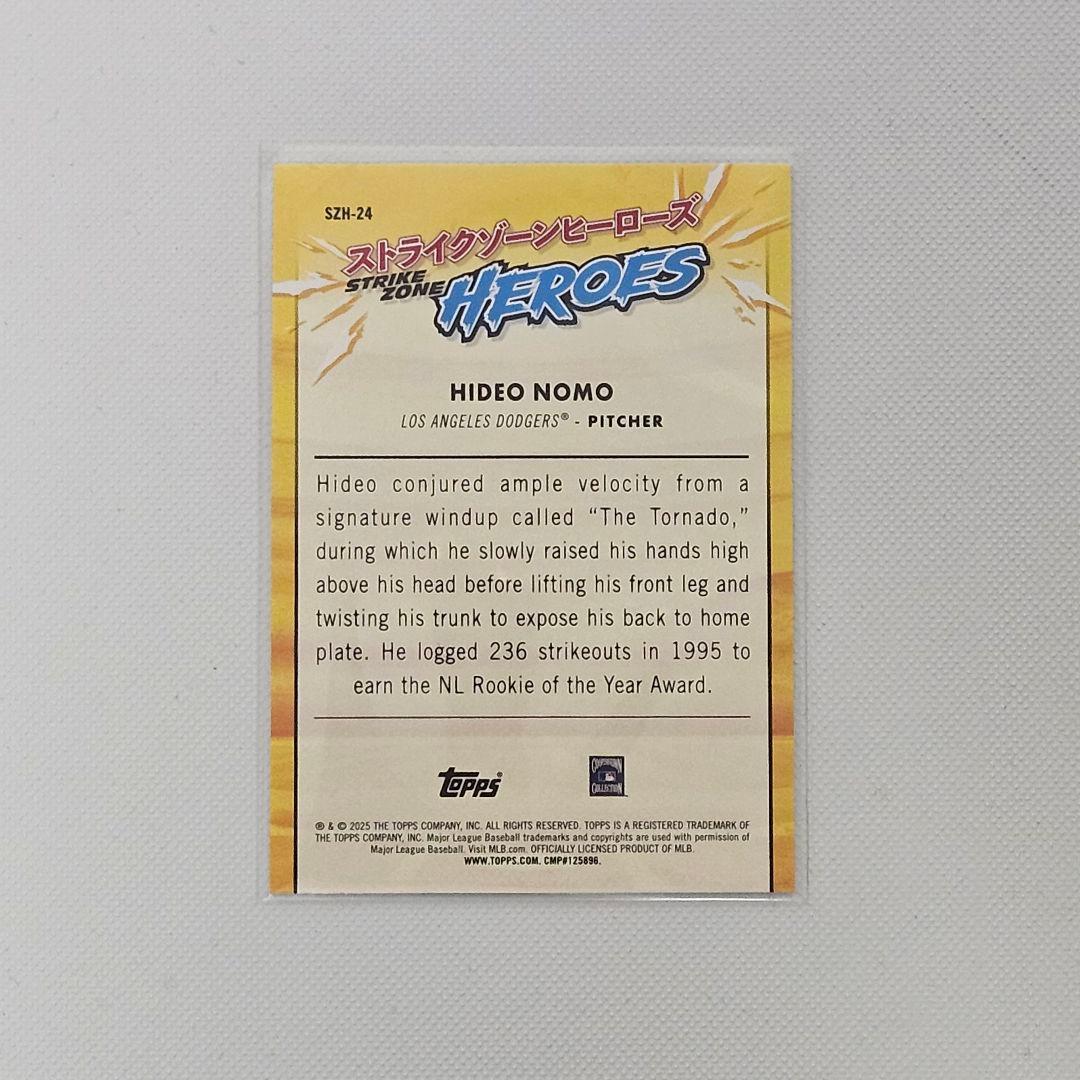 SZH-24
ストライクゾーンヒーローズ
STRIKE ZONE HEROES
HIDEO NOMO
LOS ANGELES DODGERS® - PITCHER
Hideo conjured ample velocity from a
signature windup called “The Tornado,”
during which he slowly raised his hands high
above his head before lifting his front leg and
twisting his trunk to expose his back to home
plate. He logged 236 strikeouts in 1995 to
earn the NL Rookie of the Year Award.
topps®
COOPERSTOWN
COLLECTION
® & © 2025 THE TOPPS COMPANY, INC. ALL RIGHTS RESERVED. TOPPS IS A REGISTERED TRADEMARK OF
THE TOPPS COMPANY, INC. Major League Baseball trademarks and copyrights are used with permission of
Major League Baseball. Visit MLB.com. OFFICIALLY LICENSED PRODUCT OF MLB.
WWW.TOPPS.COM. CMP#125896.